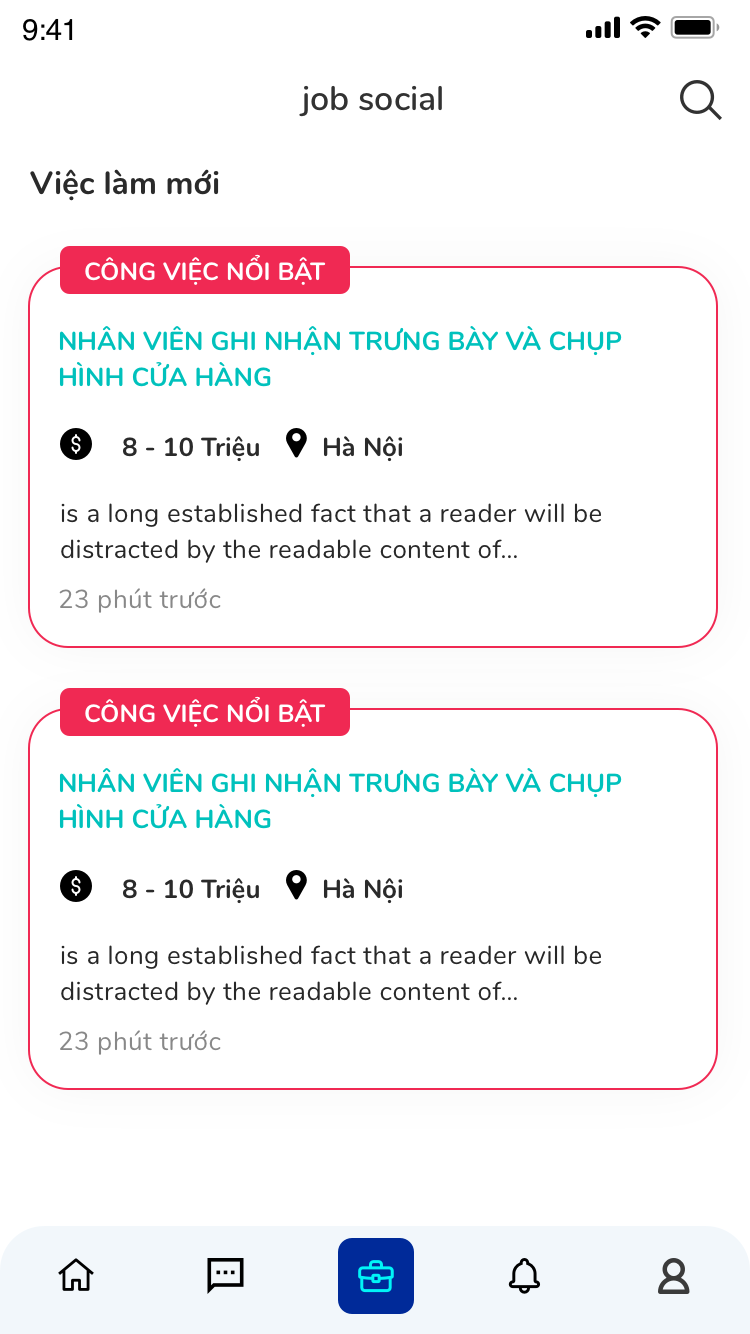 9:41
job social
Việc làm mới
CÔNG VIỆC NỔI BẬT
NHÂN VIÊN GHI NHẬN TRƯNG BÀY VÀ CHỤP
HÌNH CỬA HÀNG
$ 8 - 10 Triệu Hà Nội
is a long established fact that a reader will be
distracted by the readable content of...
23 phút trước
CÔNG VIỆC NỔI BẬT
NHÂN VIÊN GHI NHẬN TRƯNG BÀY VÀ CHỤP
HÌNH CỬA HÀNG
$ 8 - 10 Triệu Hà Nội
is a long established fact that a reader will be
distracted by the readable content of...
23 phút trước